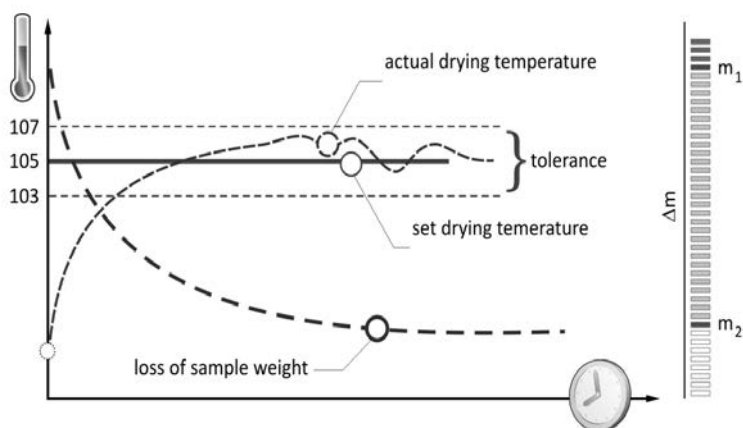 actual drying temperature
m1
107
105
tolerance
103
Δm
set drying temerature
m2
loss of sample weight